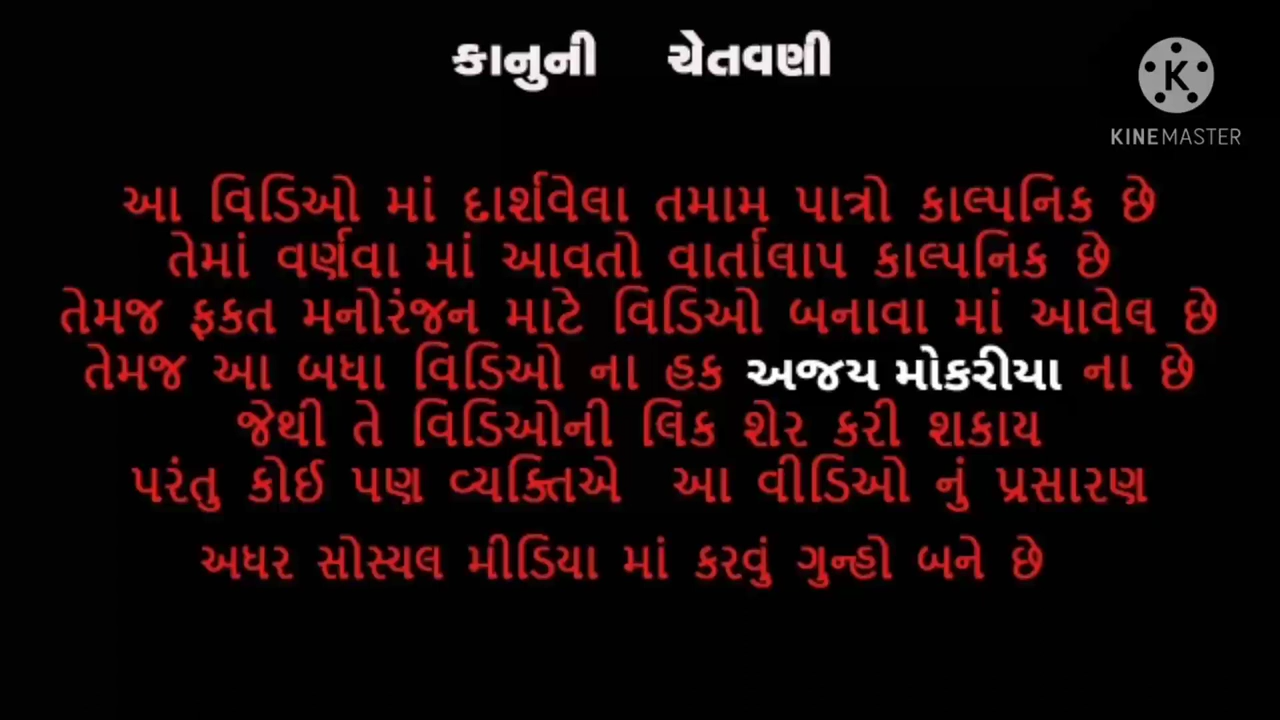 કાનુની ચેતવણી
KINEMASTER
આ વિડિઓ માં દાર્શવેલા તમામ પાત્રો કાલ્પનિક છે
તેમાં વર્ણવા માં આવતો વાર્તાલાપ કાલ્પનિક છે
તેમજ ફકત મનોરંજન માટે વિડિઓ બનાવા માં આવેલ છે
તેમજ આ બધા વિડિઓ ના હક અજય મોકરીયા ના છે
જેથી તે વિડિઓની લિંક શેર કરી શકાય
પરંતુ કોઈ પણ વ્યક્તિએ આ વીડિઓ નું પ્રસારણ
અધર સોસ્યલ મીડિયા માં કરવું ગુન્હો બને છે